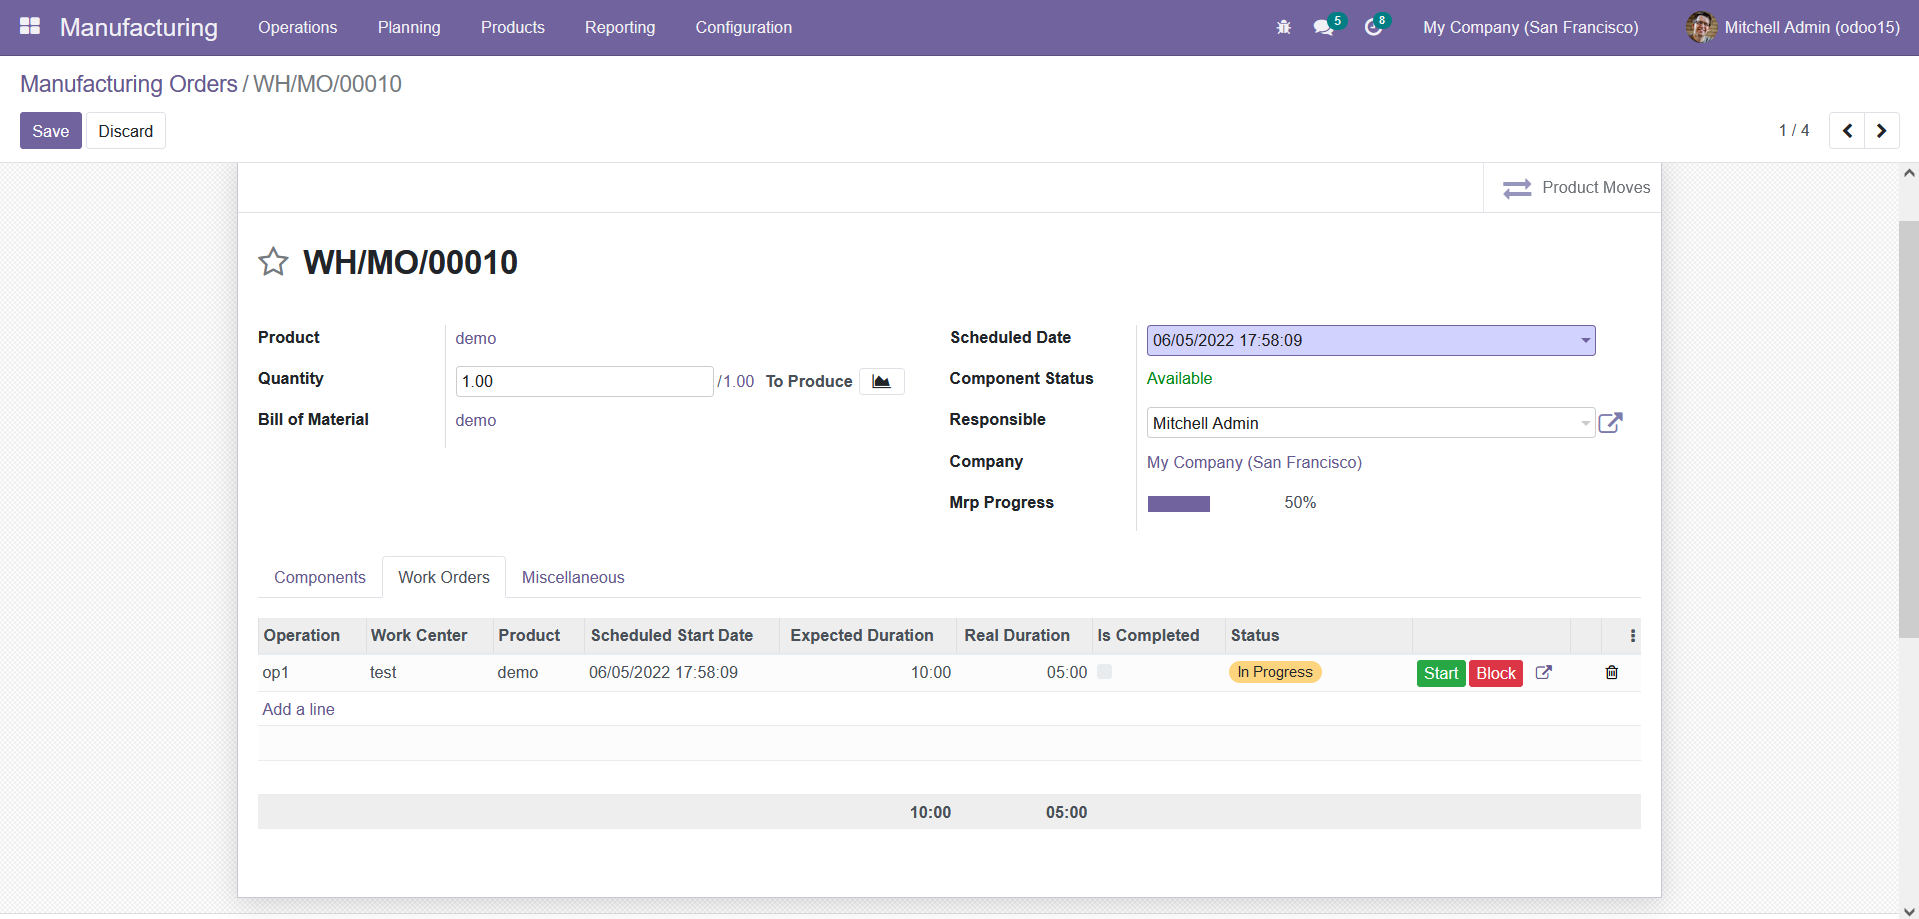 Manufacturing Operations Planning Products Reporting Configuration 5 8 My Company (San Francisco) Mitchell Admin (odoo15)
Manufacturing Orders / WH/MO/00010
Save Discard 1 / 4
Product Moves
WH/MO/00010
Product demo
Quantity 1.00 /1.00 To Produce
Bill of Material demo
Scheduled Date 06/05/2022 17:58:09
Component Status Available
Responsible Mitchell Admin
Company My Company (San Francisco)
Mrp Progress 50%
Components Work Orders Miscellaneous
Operation Work Center Product Scheduled Start Date Expected Duration Real Duration Is Completed Status
op1 test demo 06/05/2022 17:58:09 10:00 05:00 In Progress Start Block
Add a line
10:00 05:00